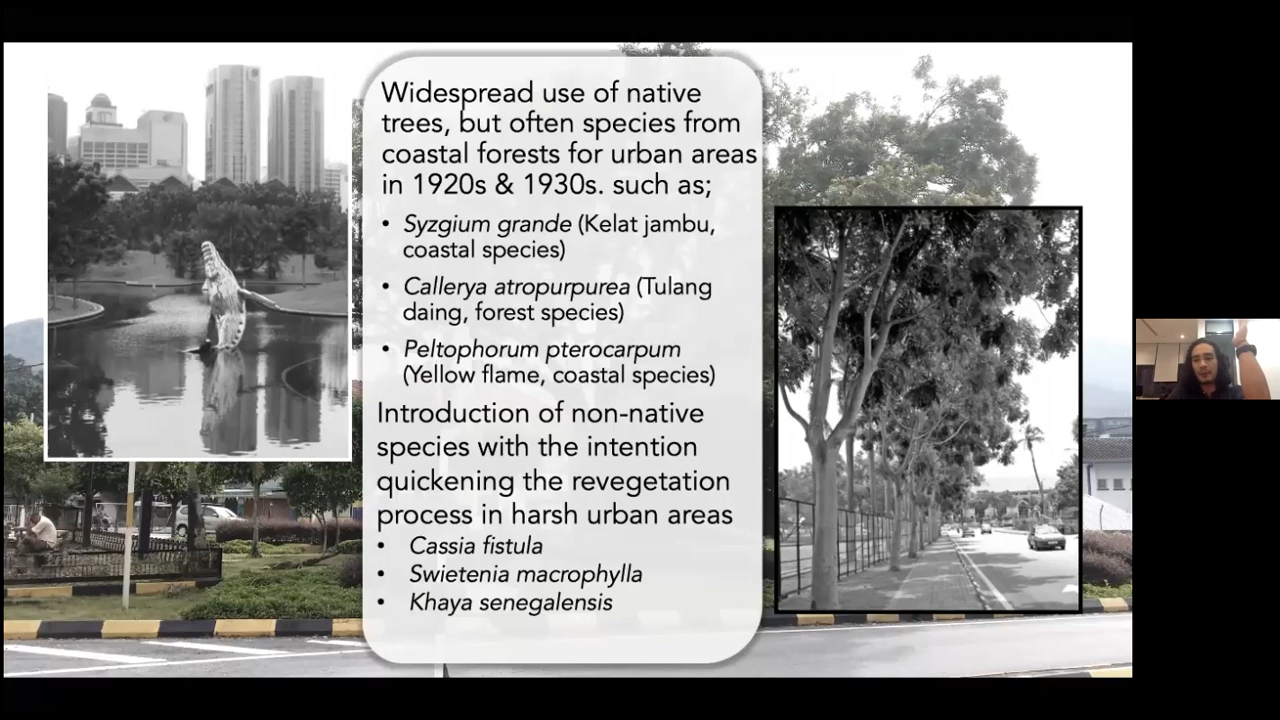 Widespread use of native
trees, but often species from
coastal forests for urban areas
in 1920s & 1930s. such as;
• Syzgium grande (Kelat jambu,
coastal species)
• Callerya atropurpurea (Tulang
daing, forest species)
• Peltophorum pterocarpum
(Yellow flame, coastal species)
Introduction of non-native
species with the intention
quickening the revegetation
process in harsh urban areas
• Cassia fistula
• Swietenia macrophylla
• Khaya senegalensis